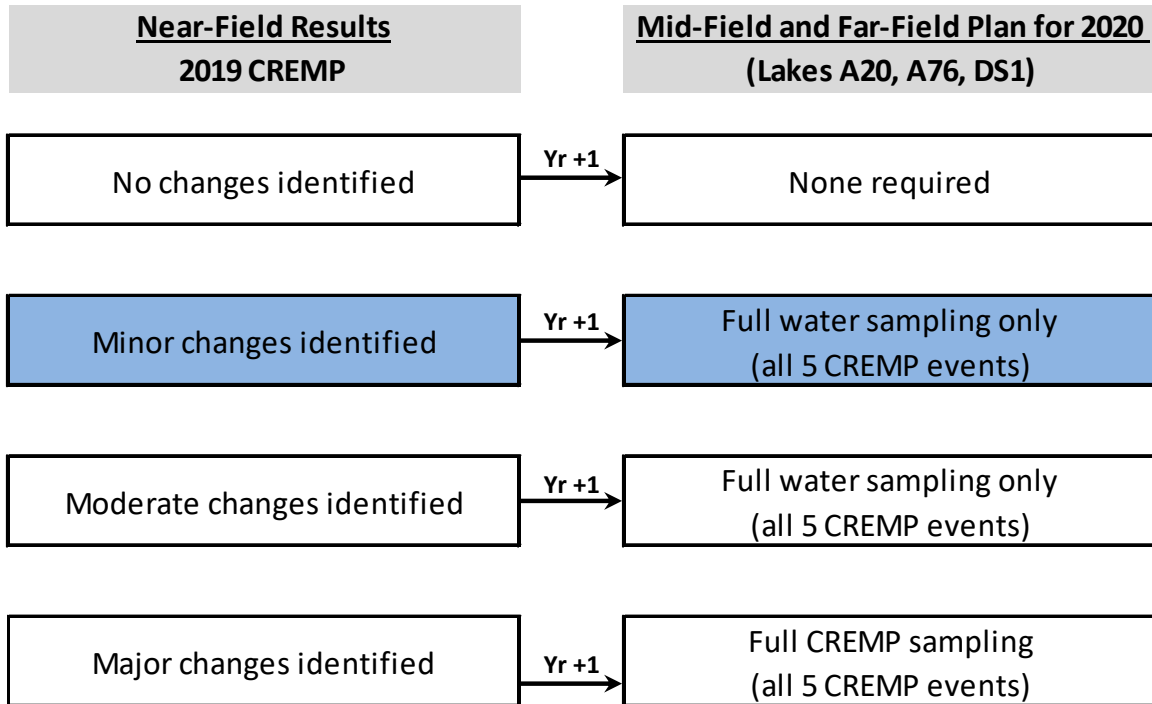 Near-Field Results
2019 CREMP
Mid-Field and Far-Field Plan for 2020
(Lakes A20, A76, DS1)
No changes identified
Yr +1
None required
Minor changes identified
Yr +1
Full water sampling only
(all 5 CREMP events)
Moderate changes identified
Yr +1
Full water sampling only
(all 5 CREMP events)
Major changes identified
Yr +1
Full CREMP sampling
(all 5 CREMP events)